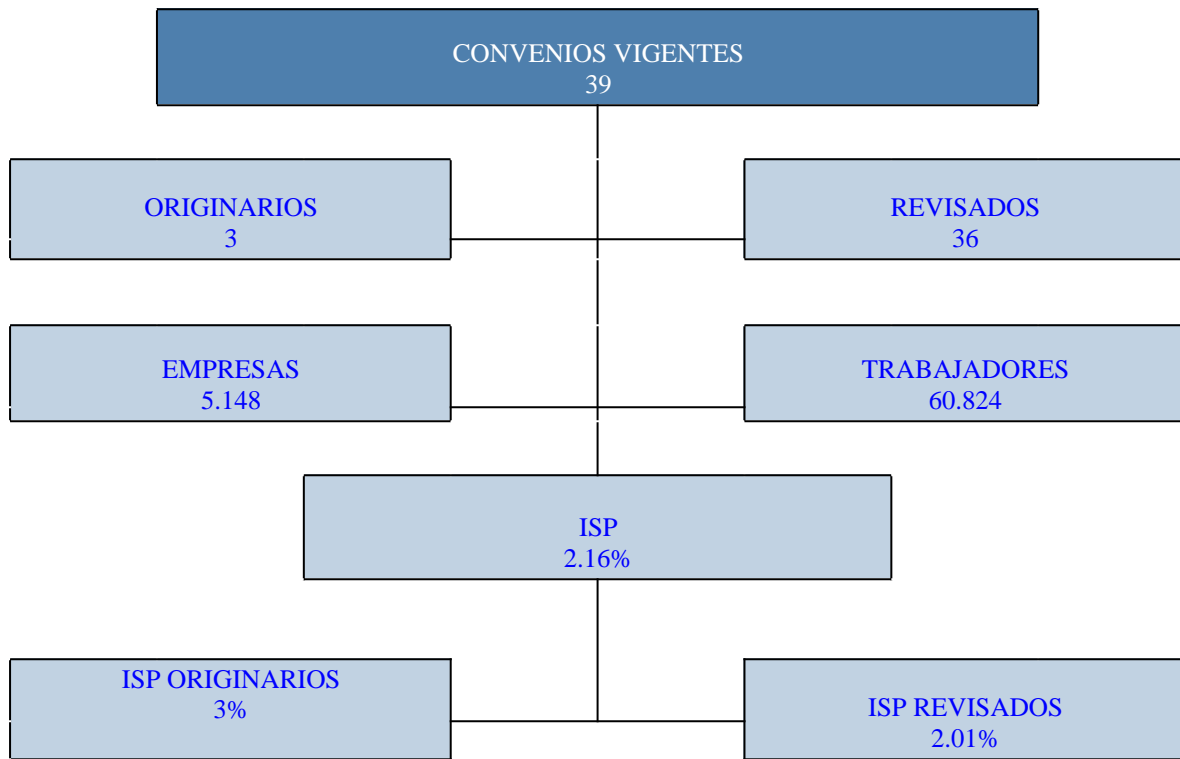 CONVENIOS VIGENTES
39
ORIGINARIOS
3
REVISADOS
36
EMPRESAS
5.148
TRABAJADORES
60.824
ISP
2.16%
ISP ORIGINARIOS
3%
ISP REVISADOS
2.01%